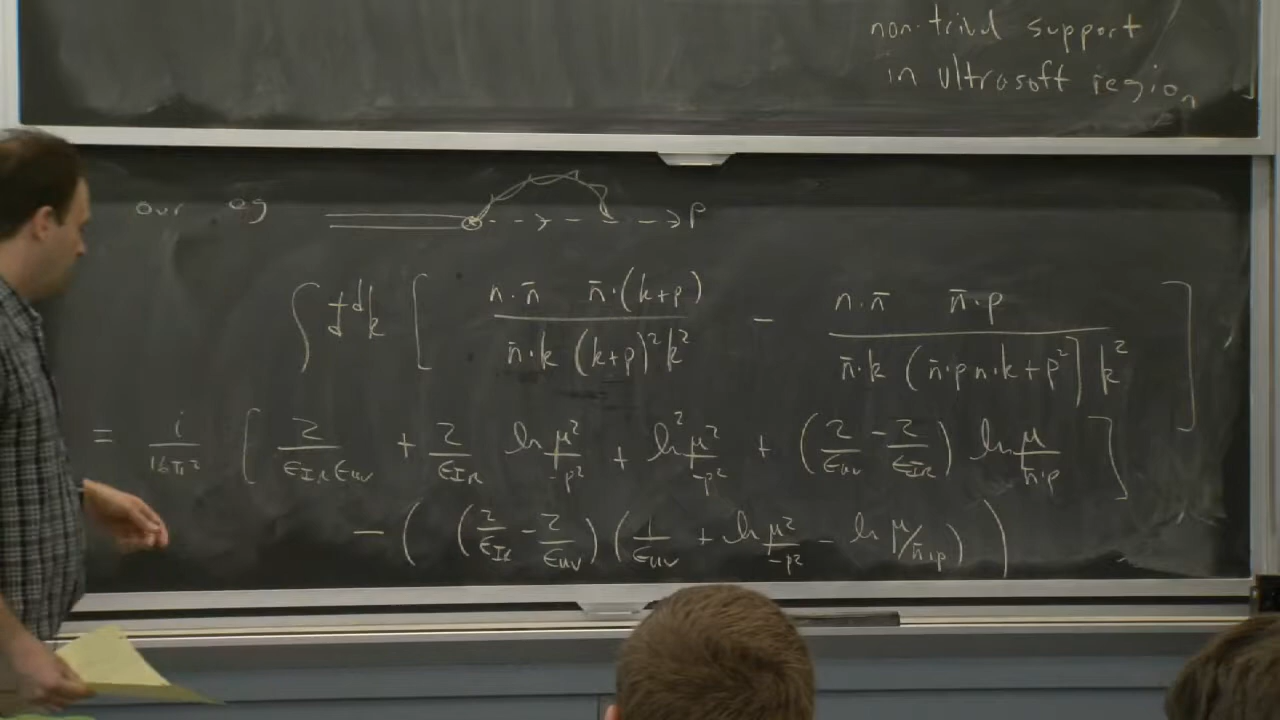 non-trivial support
in ultrasoft region ]
our eg p
∫ đ^d k [ n·n̄ n̄·(k+p) / n̄·k (k+p)² k² - n·n̄ n̄·p / n̄·k (n̄·p n·k+p²) k² ] ,
= i/16π² [ 2/ε_IR ε_UV + 2/ε_IR ln μ²/-p² + ln² μ²/-p² + (2/ε_UV - 2/ε_IR) ln μ/n̄·p ]
- ( (2/ε_IR - 2/ε_UV) (1/ε_UV + ln μ²/-p² - ln μ/n̄·p) )